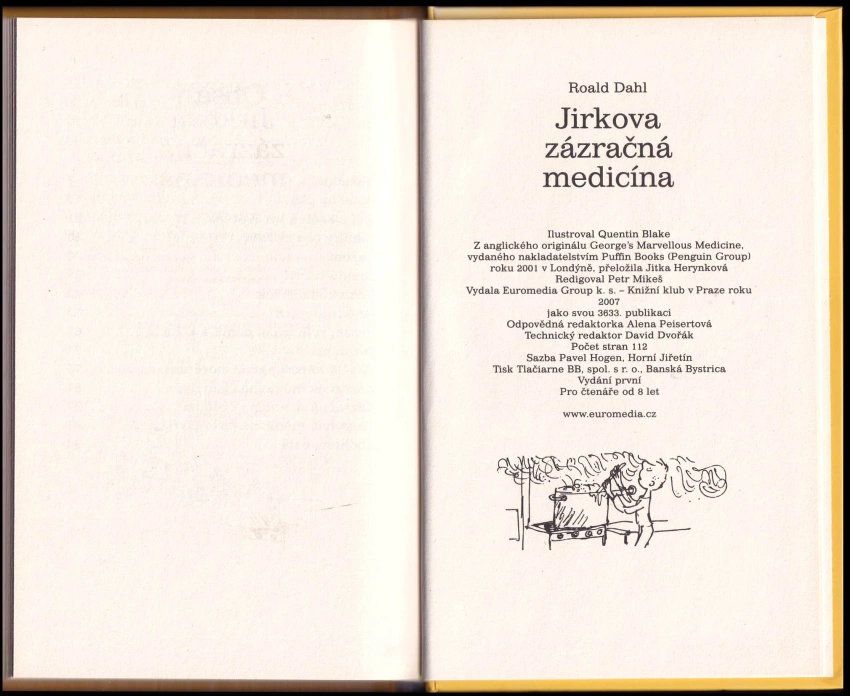 Roald Dahl
Jirkova
zázračná
medicína
Ilustroval Quentin Blake
Z anglického originálu George's Marvellous Medicine,
vydaného nakladatelstvím Puffin Books (Penguin Group)
roku 2001 v Londýně, přeložila Jitka Herynková
Redigoval Petr Mikeš
Vydala Euromedia Group k. s. – Knižní klub v Praze roku
2007
jako svou 3633. publikaci
Odpovědná redaktorka Alena Peisertová
Technický redaktor David Dvořák
Počet stran 112
Sazba Pavel Hogen, Horní Jiřetín
Tisk Tlačiarne BB, spol. s r. o., Banská Bystrica
Vydání první
Pro čtenáře od 8 let
www.euromedia.cz